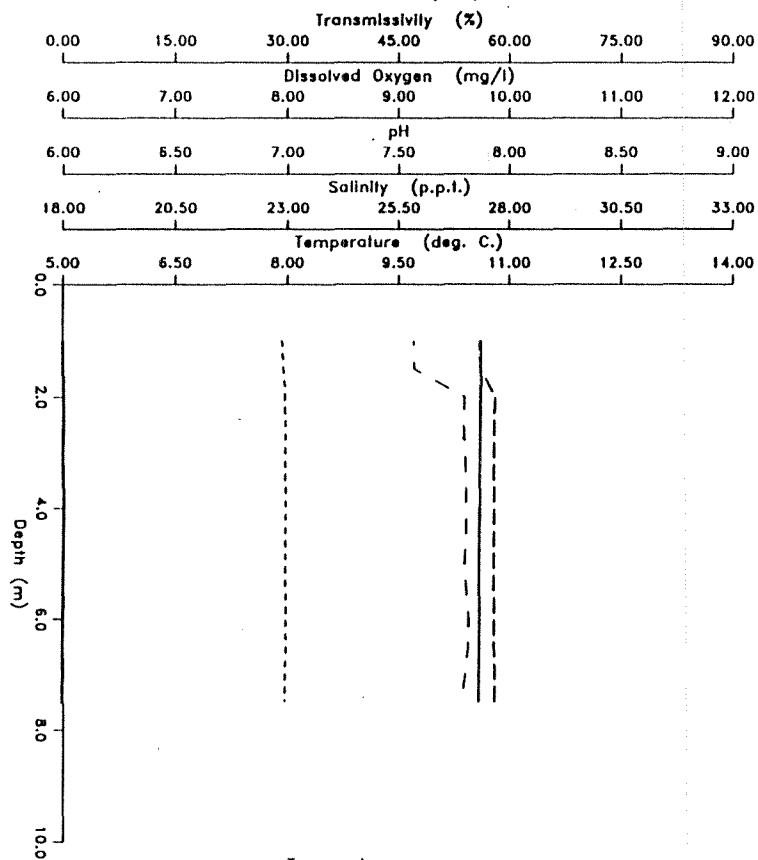 Transmissivity (%)
0.00 15.00 30.00 45.00 60.00 75.00 90.00
Dissolved Oxygen (mg/l)
6.00 7.00 8.00 9.00 10.00 11.00 12.00
pH
6.00 6.50 7.00 7.50 8.00 8.50 9.00
Salinity (p.p.t.)
18.00 20.50 23.00 25.50 28.00 30.50 33.00
Temperature (deg. C.)
5.00 6.50 8.00 9.50 11.00 12.50 14.00
0.0
2.0
4.0
Depth (m)
6.0
8.0
10.0